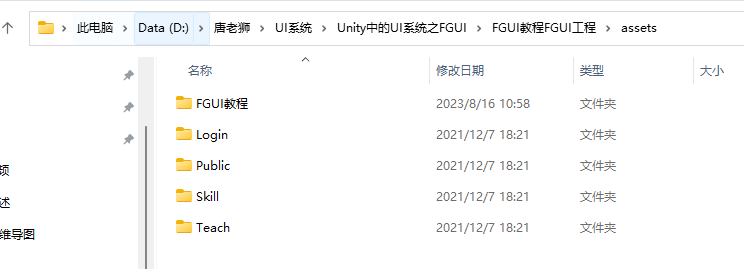 此电脑 > Data (D:) > 唐老狮 > UI系统 > Unity中的UI系统之FGUI > FGUI教程FGUI工程 > assets
名称 修改日期 类型 大小
FGUI教程 2023/8/16 10:58 文件夹
Login 2021/12/7 18:21 文件夹
Public 2021/12/7 18:21 文件夹
Skill 2021/12/7 18:21 文件夹
Teach 2021/12/7 18:21 文件夹
述
维导图